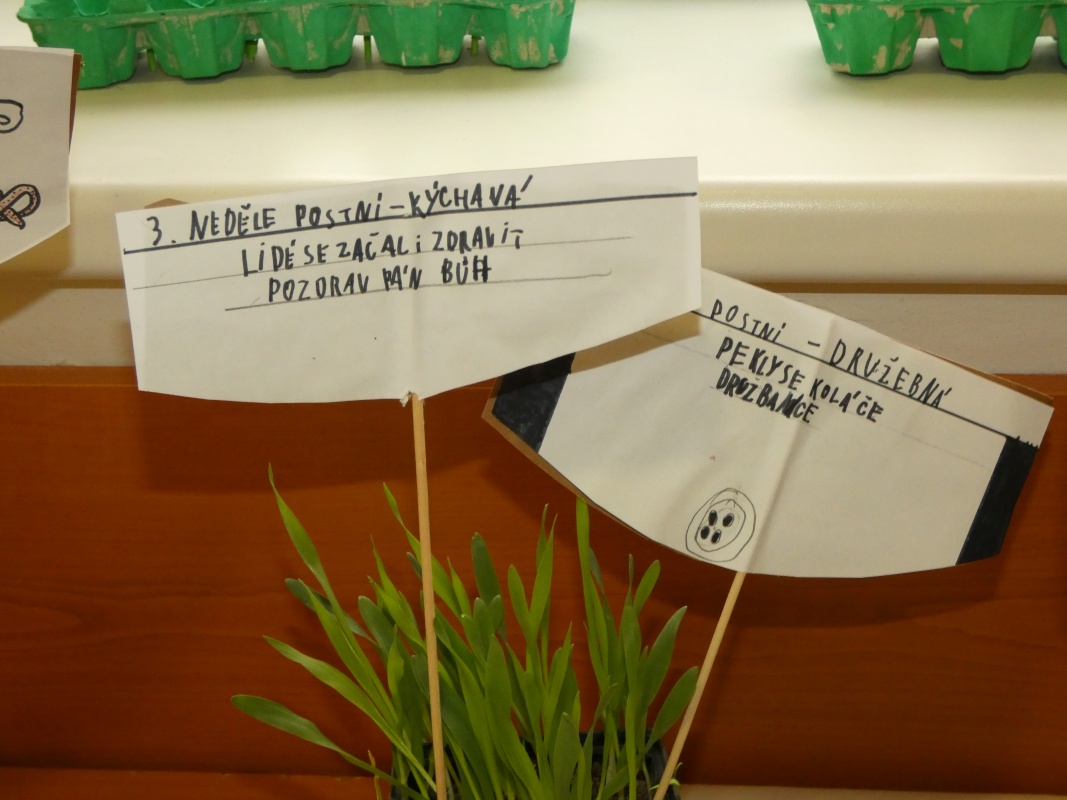 3. NEDĚLE POSTNÍ - KÝCHAVÁ
LIDÉ SE ZAČALI ZDRAVIT
POZDRAV PÁN BŮH
POSTNÍ - DRUŽEBNÁ
PEKLY SE KOLÁČE
DRUŽBANCE